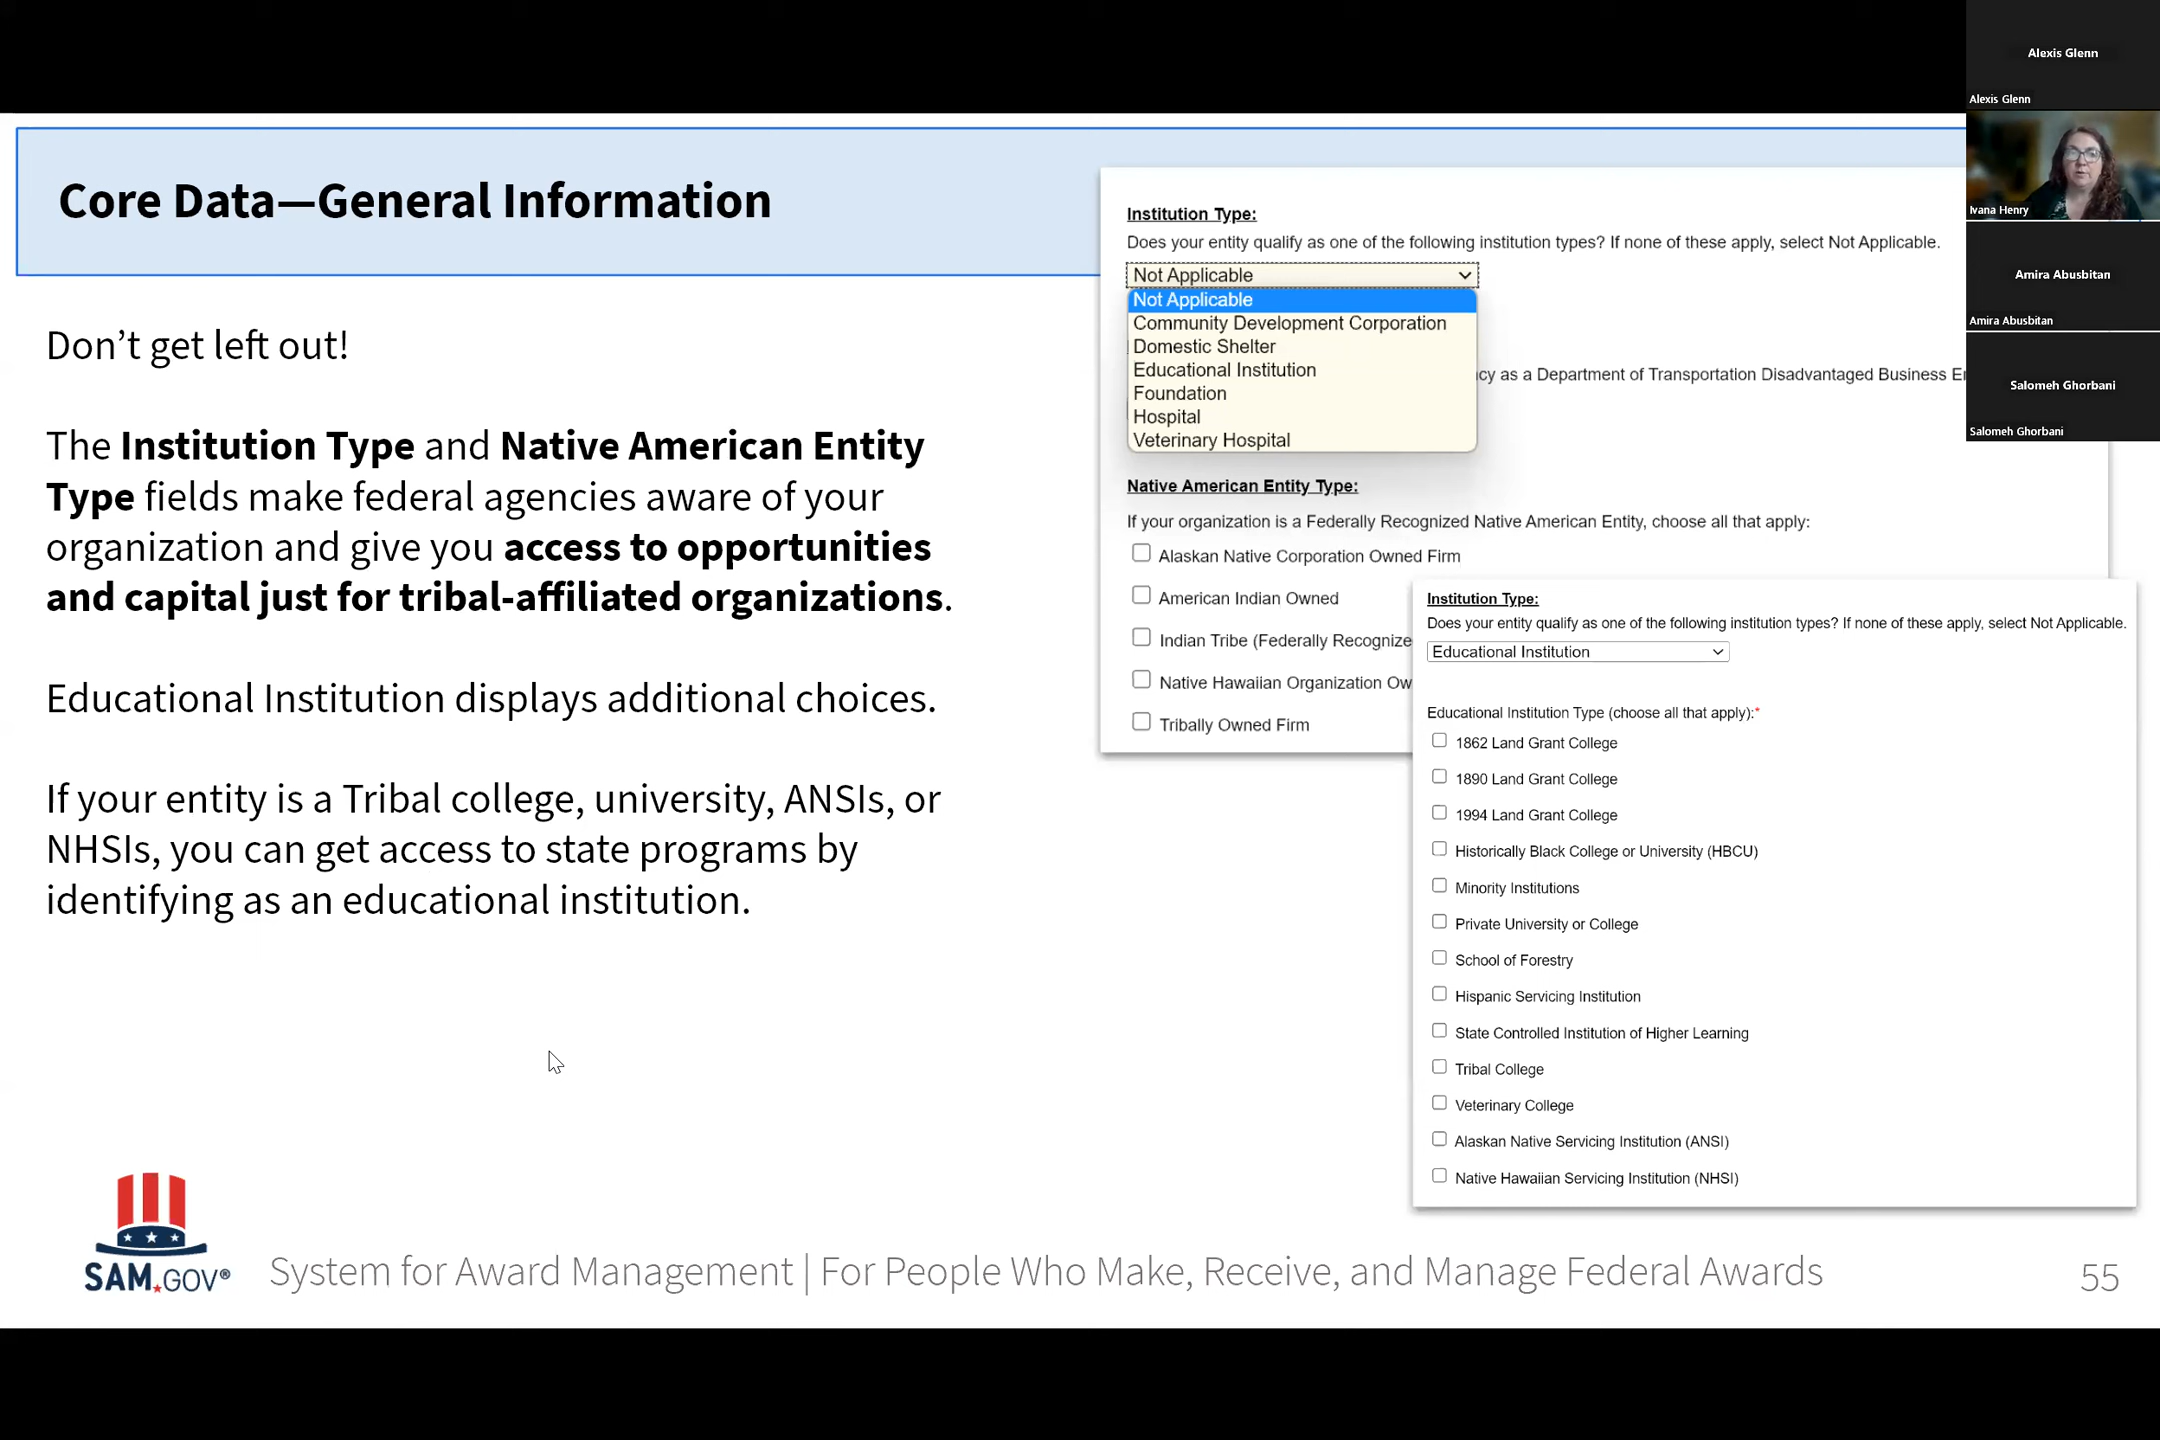 Core Data—General Information
Don’t get left out!
The Institution Type and Native American Entity
Type fields make federal agencies aware of your
organization and give you access to opportunities
and capital just for tribal-affiliated organizations.
Educational Institution displays additional choices.
If your entity is a Tribal college, university, ANSIs, or
NHSIs, you can get access to state programs by
identifying as an educational institution.
Institution Type:
Does your entity qualify as one of the following institution types? If none of these apply, select Not Applicable.
Not Applicable
Not Applicable
Community Development Corporation
Domestic Shelter
Educational Institution
Foundation
Hospital
Veterinary Hospital
as a Department of Transportation Disadvantaged Business
Native American Entity Type:
If your organization is a Federally Recognized Native American Entity, choose all that apply:
Alaskan Native Corporation Owned Firm
American Indian Owned
Indian Tribe (Federally
Native Hawaiian Organization
Tribally Owned Firm
Institution Type:
Does your entity qualify as one of the following institution types? If none of these apply, select Not Applicable.
Educational Institution
Educational Institution Type (choose all that apply):*
1862 Land Grant College
1890 Land Grant College
1994 Land Grant College
Historically Black College or University (HBCU)
Minority Institutions
Private University or College
School of Forestry
Hispanic Servicing Institution
State Controlled Institution of Higher Learning
Tribal College
Veterinary College
Alaskan Native Servicing Institution (ANSI)
Native Hawaiian Servicing Institution (NHSI)
Alexis Glenn
Alexis Glenn
Ivana Henry
Amira Abusbitan
Amira Abusbitan
Salomeh Ghorbani
Salomeh Ghorbani
SAM.GOV®
System for Award Management | For People Who Make, Receive, and Manage Federal Awards
55